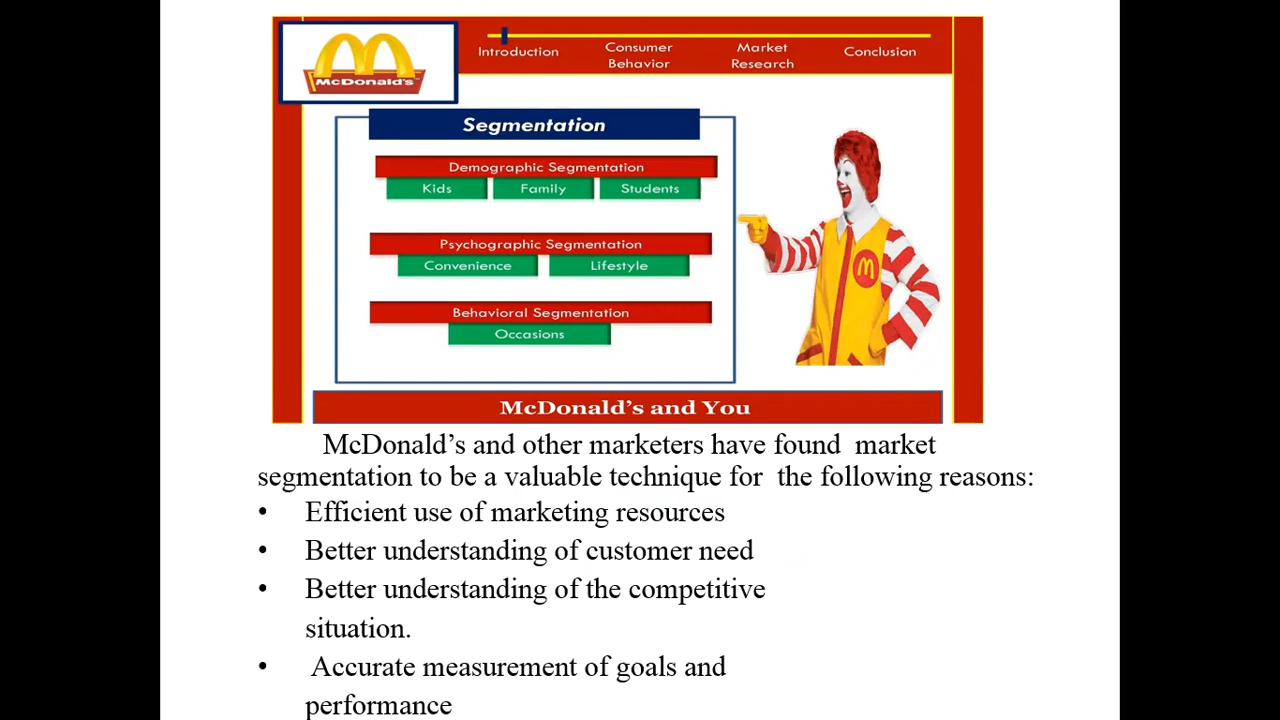 McDonald's™
Introduction
Consumer
Behavior
Market
Research
Conclusion
Segmentation
Demographic Segmentation
Kids
Family
Students
Psychographic Segmentation
Convenience
Lifestyle
Behavioral Segmentation
Occasions
McDonald's and You
McDonald's and other marketers have found market
segmentation to be a valuable technique for the following reasons:
• Efficient use of marketing resources
• Better understanding of customer need
• Better understanding of the competitive
situation.
• Accurate measurement of goals and
performance